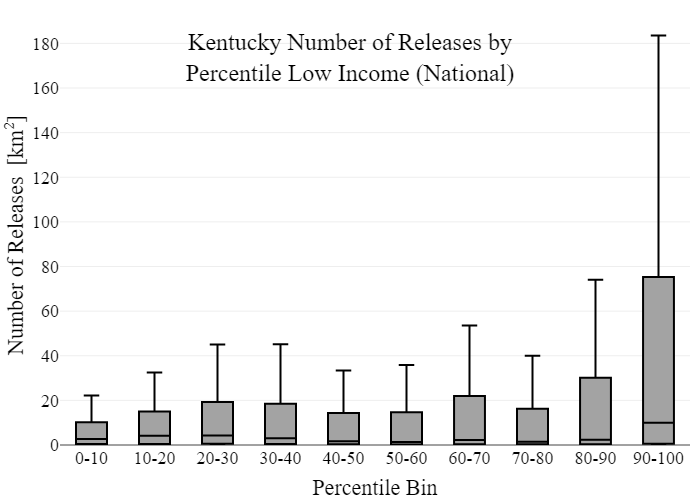 Kentucky Number of Releases by
Percentile Low Income (National)
Number of Releases [km²]
180
160
140
120
100
80
60
40
20
0
0-10 10-20 20-30 30-40 40-50 50-60 60-70 70-80 80-90 90-100
Percentile Bin